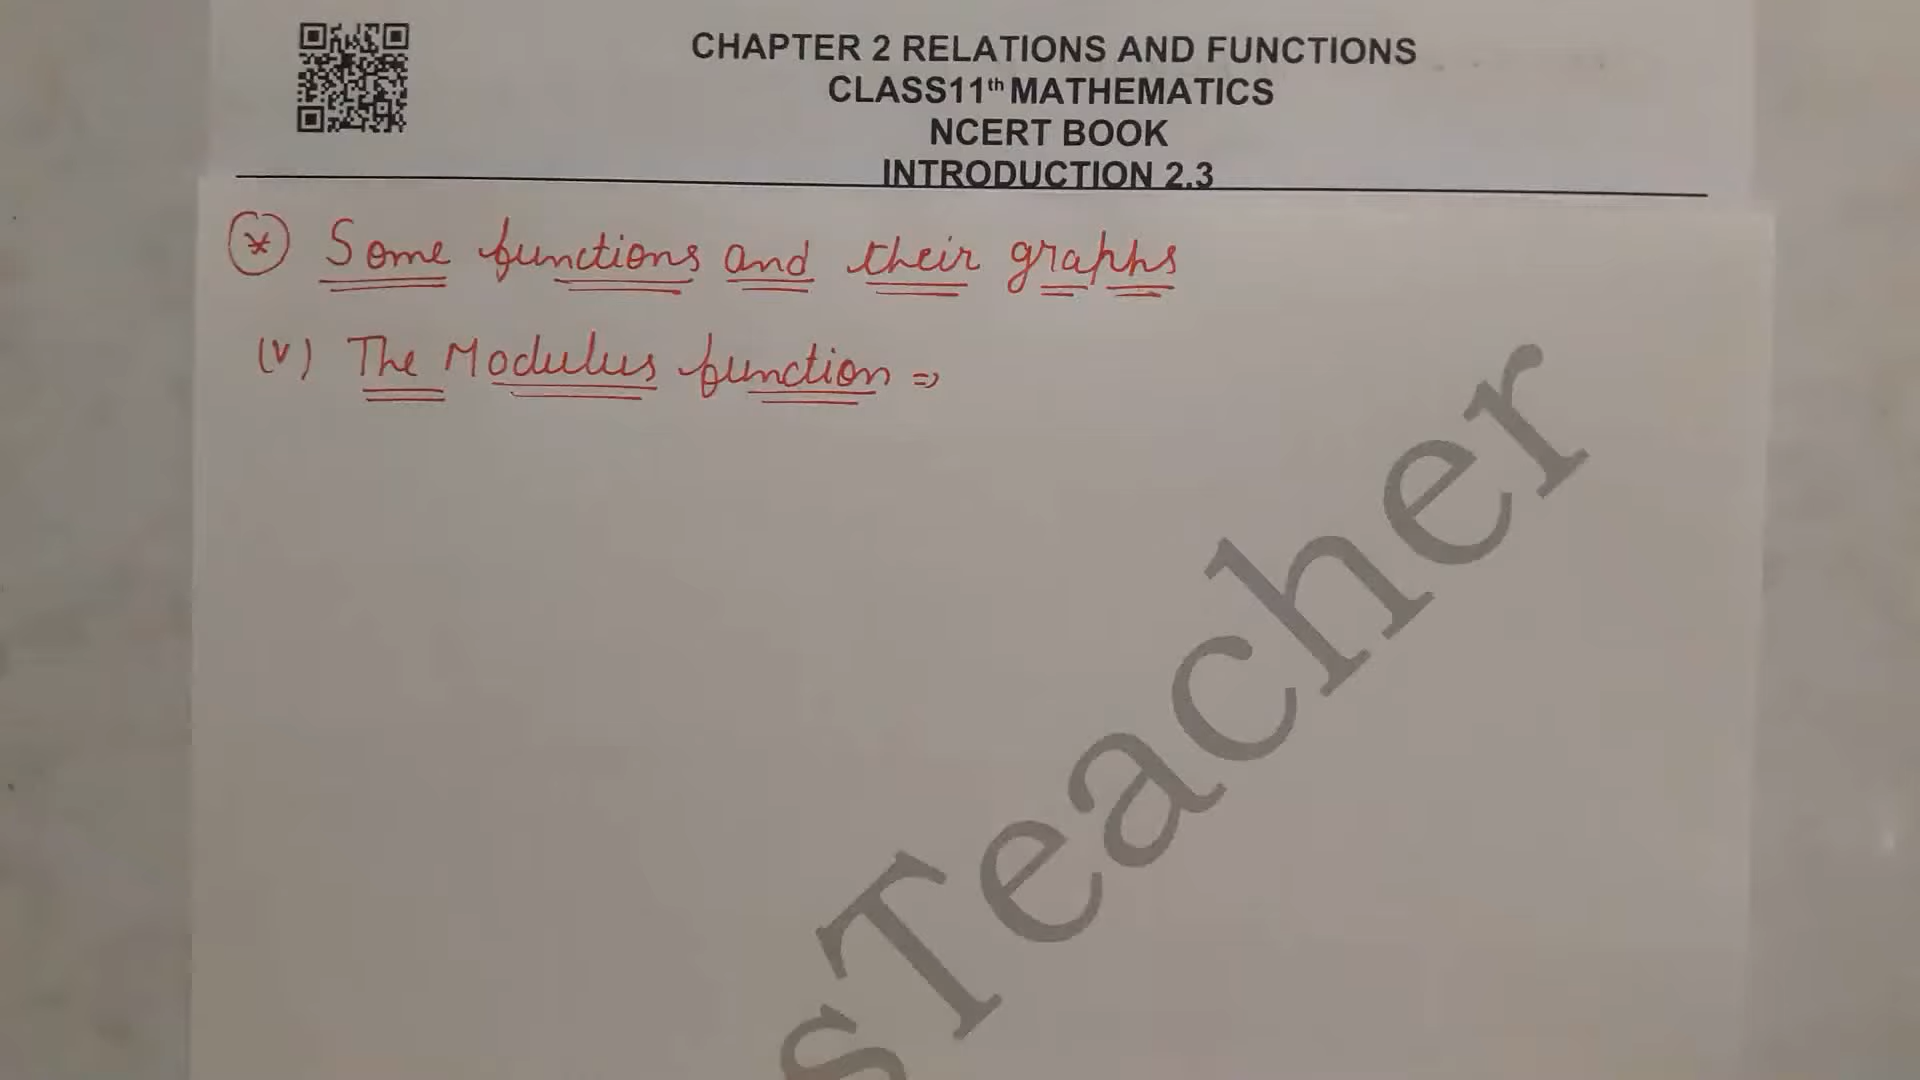 CHAPTER 2 RELATIONS AND FUNCTIONS
CLASS11th MATHEMATICS
NCERT BOOK
INTRODUCTION 2.3
* Some functions and their graphs
(V) The Modulus function ⇒
sTeacher